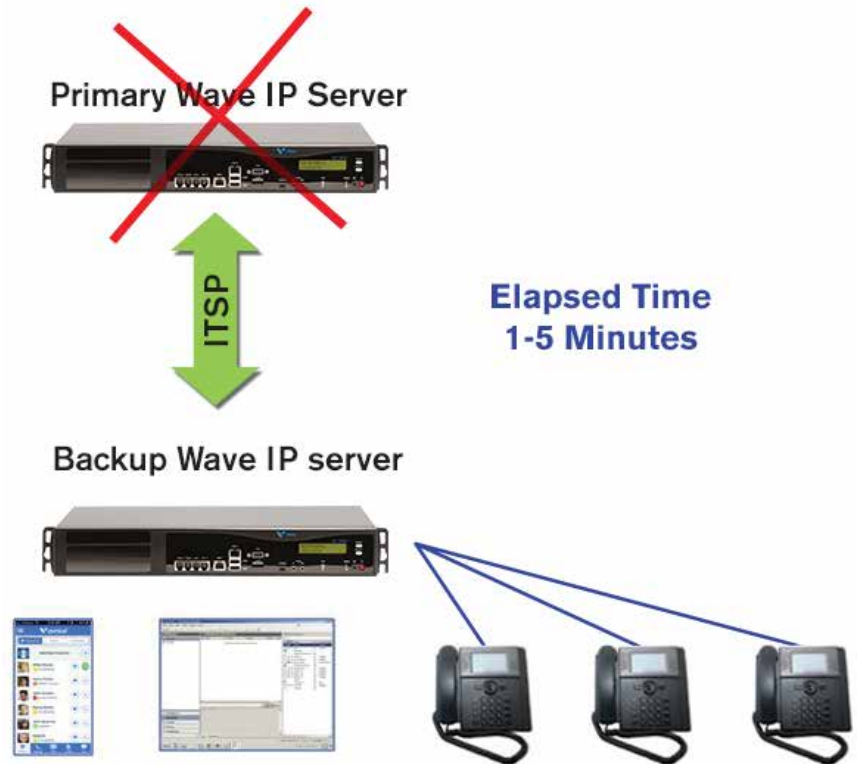 Primary Wave IP Server
ITSP
Elapsed Time
1-5 Minutes
Backup Wave IP server